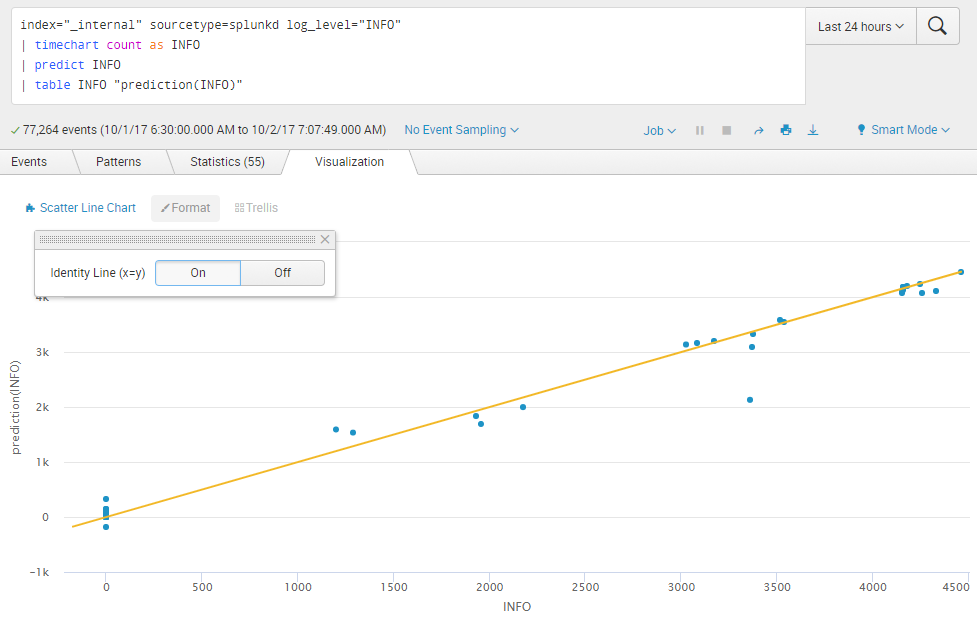 index="_internal" sourcetype=splunkd log_level="INFO"
| timechart count as INFO
| predict INFO
| table INFO "prediction(INFO)"
Last 24 hours
77,264 events (10/1/17 6:30:00.000 AM to 10/2/17 7:07:49.000 AM)
No Event Sampling
Job
Smart Mode
Events
Patterns
Statistics (55)
Visualization
Scatter Line Chart
Format
Trellis
Identity Line (x=y)
On
Off
4k
3k
2k
1k
0
-1k
prediction(INFO)
0
500
1000
1500
2000
2500
3000
3500
4000
4500
INFO